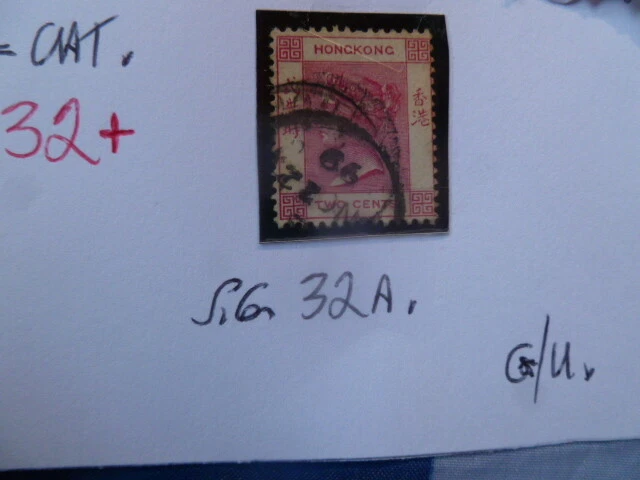 = CAT.
32+
HONGKONG
香港
TWO CENTS
S.G. 32A.
G/U.